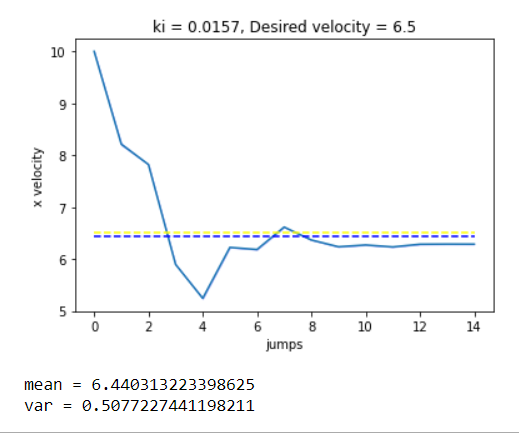 ki = 0.0157, Desired velocity = 6.5
10
9
8
7
6
5
x velocity
0 2 4 6 8 10 12 14
jumps
mean = 6.440313223398625
var = 0.5077227441198211